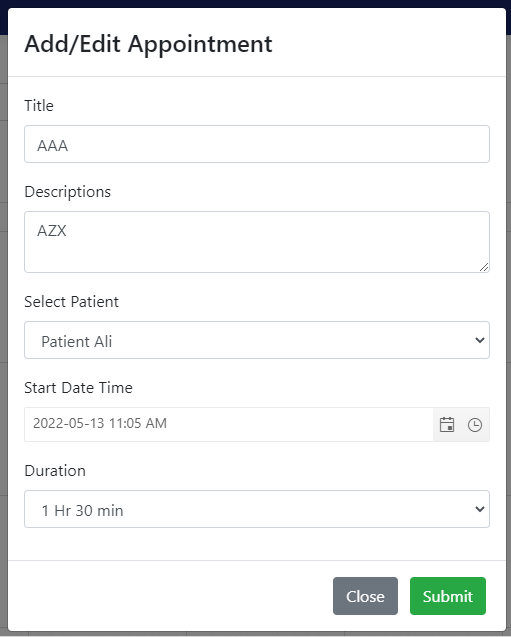 Add/Edit Appointment
Title
AAA
Descriptions
AZX
Select Patient
Patient Ali
Start Date Time
2022-05-13 11:05 AM
Duration
1 Hr 30 min
Close Submit